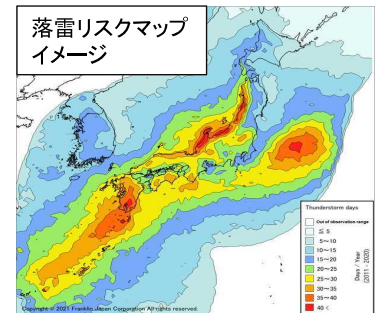 落雷リスクマップ
イメージ
Thunderstorm days
Out of observation range
≦ 5
5～10
10～15
15～20
20～25
25～30
30～35
35～40
40 <
Days / Year
(2011 - 2020)
Copyright © 2021 Franklin Japan Corporation All rights reserved.